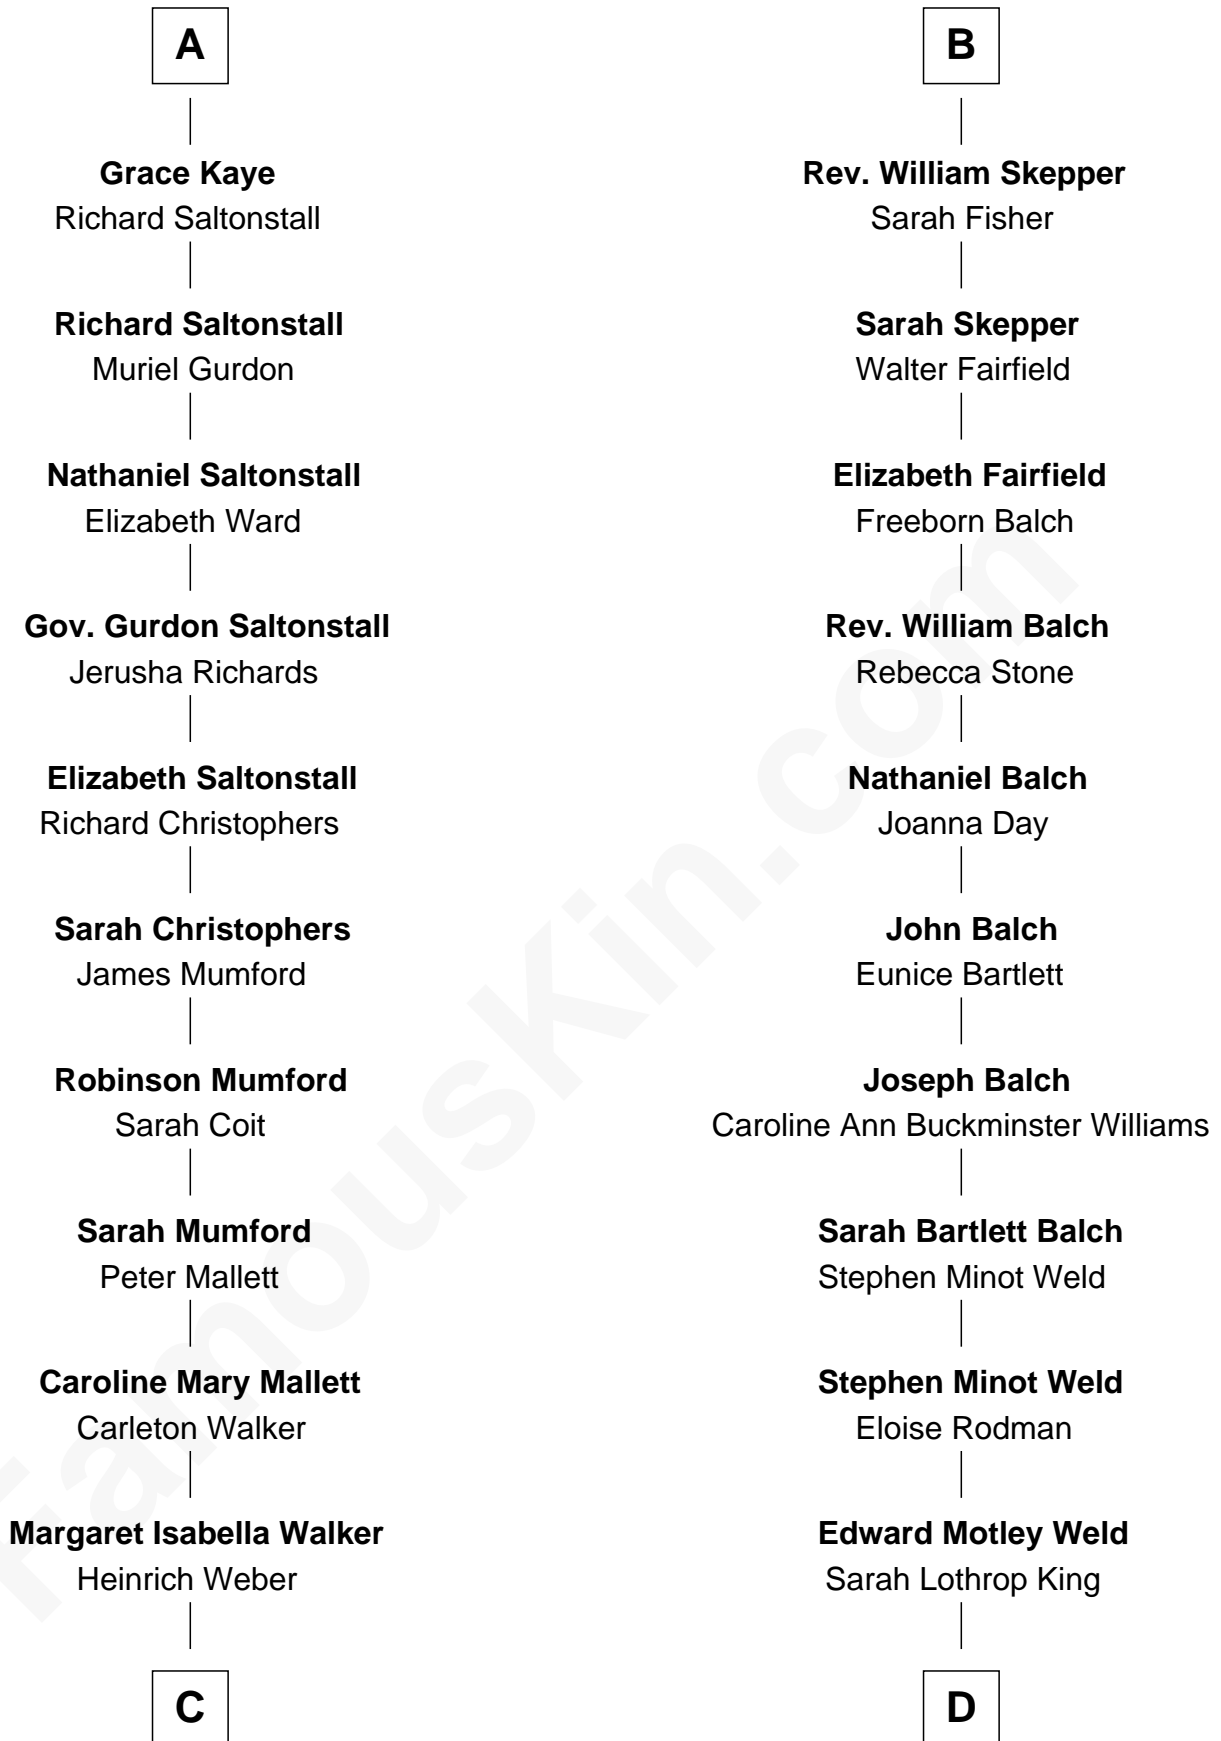 A
Grace Kaye
Richard Saltonstall
Richard Saltonstall
Muriel Gurdon
Nathaniel Saltonstall
Elizabeth Ward
Gov. Gurdon Saltonstall
Jerusha Richards
Elizabeth Saltonstall
Richard Christophers
Sarah Christophers
James Mumford
Robinson Mumford
Sarah Coit
Sarah Mumford
Peter Mallett
Caroline Mary Mallett
Carleton Walker
Margaret Isabella Walker
Heinrich Weber
C
B
Rev. William Skepper
Sarah Fisher
Sarah Skepper
Walter Fairfield
Elizabeth Fairfield
Freeborn Balch
Rev. William Balch
Rebecca Stone
Nathaniel Balch
Joanna Day
John Balch
Eunice Bartlett
Joseph Balch
Caroline Ann Buckminster Williams
Sarah Bartlett Balch
Stephen Minot Weld
Stephen Minot Weld
Eloise Rodman
Edward Motley Weld
Sarah Lothrop King
D
FamousKin.com